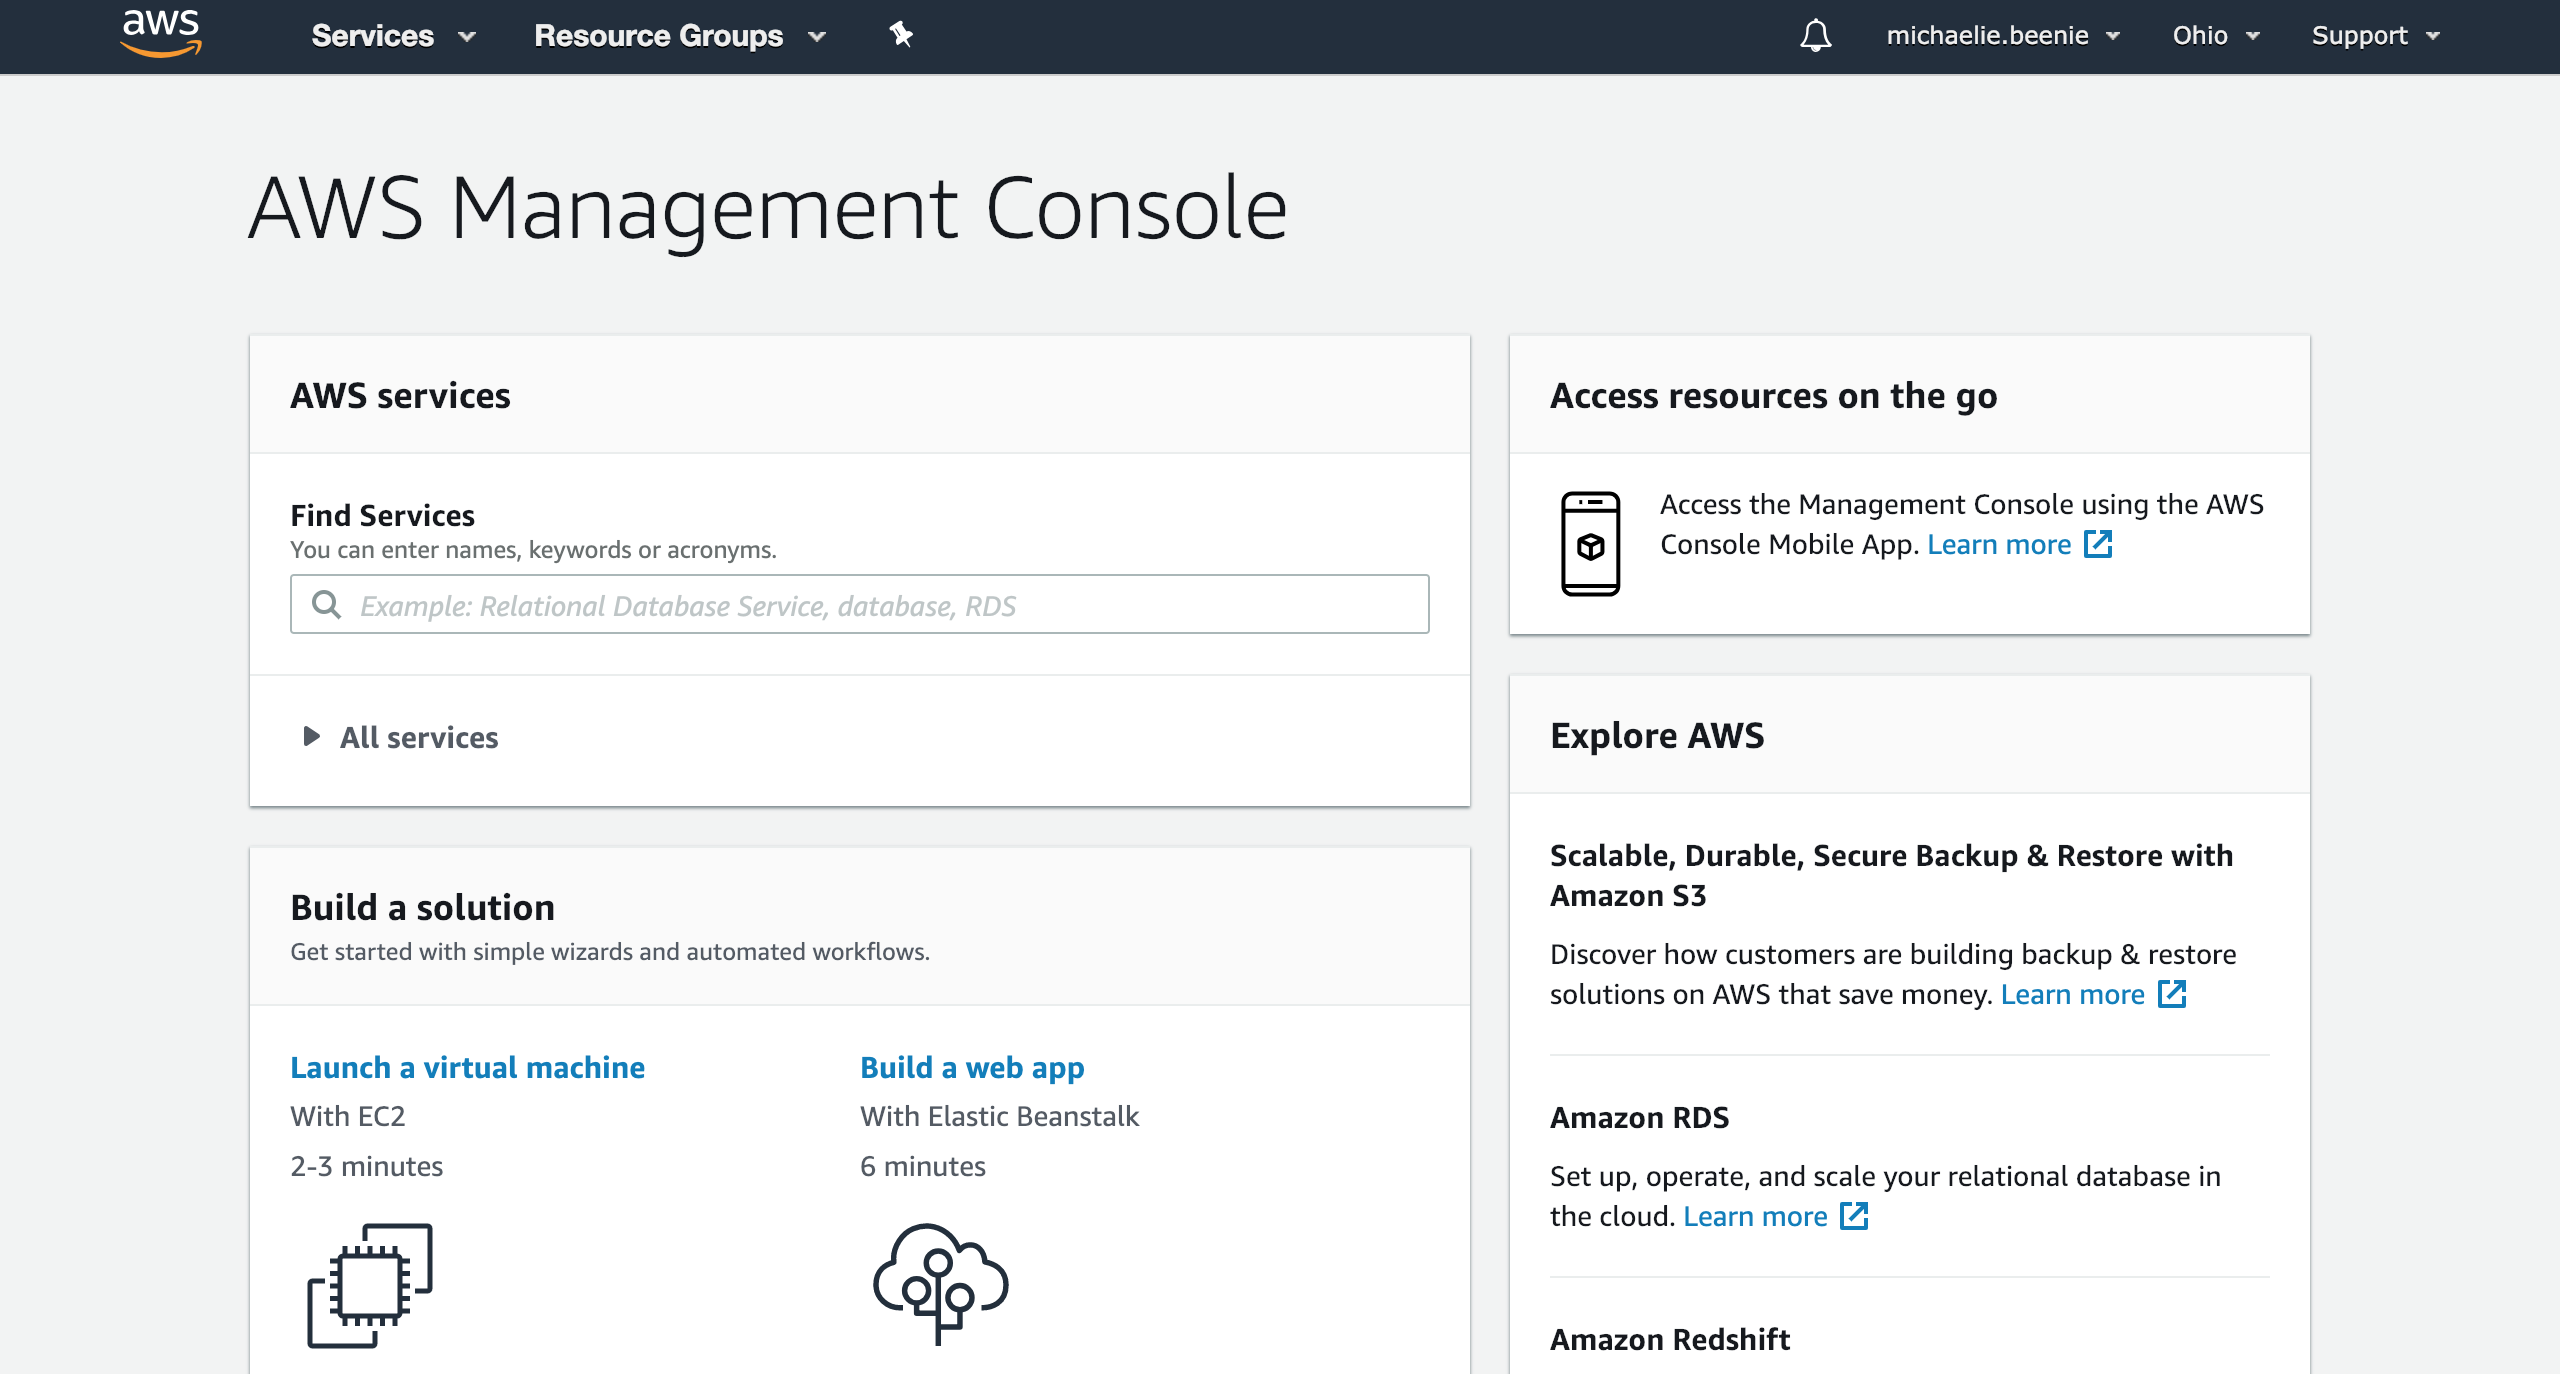 aws
Services
Resource Groups
michaelie.beenie
Ohio
Support
AWS Management Console
AWS services
Find Services
You can enter names, keywords or acronyms.
Example: Relational Database Service, database, RDS
All services
Build a solution
Get started with simple wizards and automated workflows.
Launch a virtual machine
With EC2
2-3 minutes
Build a web app
With Elastic Beanstalk
6 minutes
Access resources on the go
Access the Management Console using the AWS
Console Mobile App. Learn more
Explore AWS
Scalable, Durable, Secure Backup & Restore with
Amazon S3
Discover how customers are building backup & restore
solutions on AWS that save money. Learn more
Amazon RDS
Set up, operate, and scale your relational database in
the cloud. Learn more
Amazon Redshift